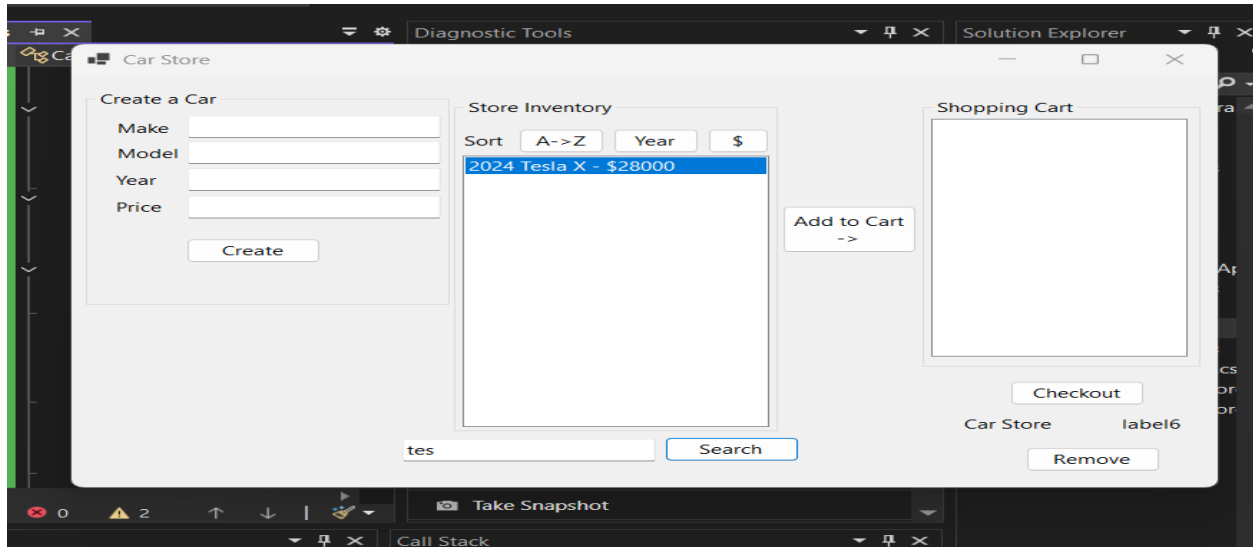 Diagnostic Tools
Solution Explorer
Ca
Car Store
Create a Car
Make
Model
Year
Price
Create
Store Inventory
Sort A->Z Year $
2024 Tesla X - $28000
Add to Cart
->
Shopping Cart
Checkout
Car Store label6
Remove
tes Search
0 2
Take Snapshot
Call Stack